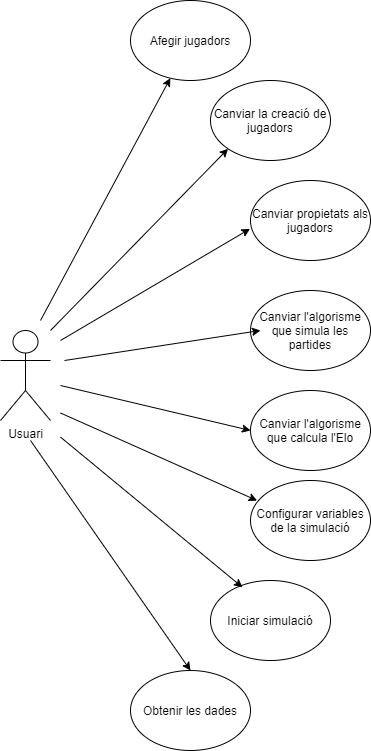 Afegir jugadors
Canviar la creació de
jugadors
Canviar propietats als
jugadors
Canviar l'algorisme
que simula les
partides
Canviar l'algorisme
que calcula l'Elo
Usuari
Configurar variables
de la simulació
Iniciar simulació
Obtenir les dades